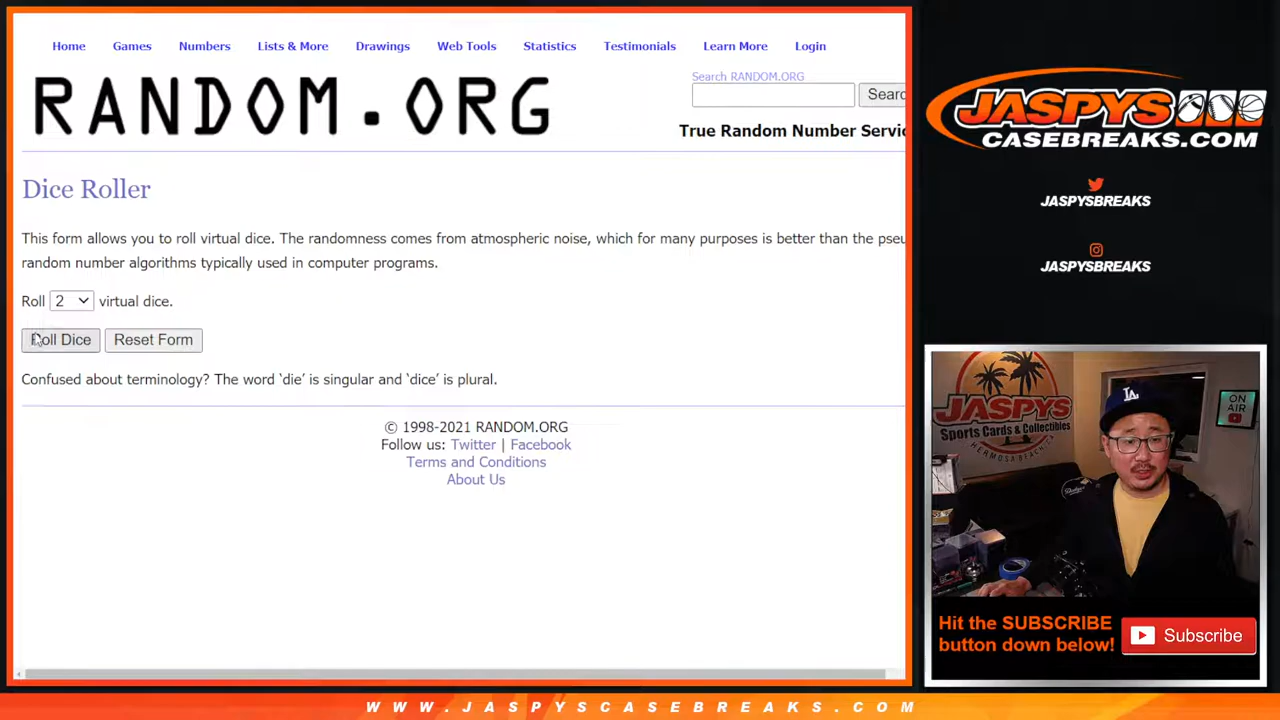 Home Games Numbers Lists & More Drawings Web Tools Statistics Testimonials Learn More Login
RANDOM.ORG
Search RANDOM.ORG
True Random Number Servic
Dice Roller
This form allows you to roll virtual dice. The randomness comes from atmospheric noise, which for many purposes is better than the pseu
random number algorithms typically used in computer programs.
Roll 2 virtual dice.
Roll Dice Reset Form
Confused about terminology? The word ‘die’ is singular and ‘dice’ is plural.
© 1998-2021 RANDOM.ORG
Follow us: Twitter | Facebook
Terms and Conditions
About Us
JASPYS
CASEBREAKS.COM
JASPYSBREAKS
JASPYSBREAKS
JASPYS
Sports Cards & Collectibles
HERMOSA BEACH
LA
ON
AIR
Hit the SUBSCRIBE
button down below!
Subscribe
WWW.JASPYSCASEBREAKS.COM